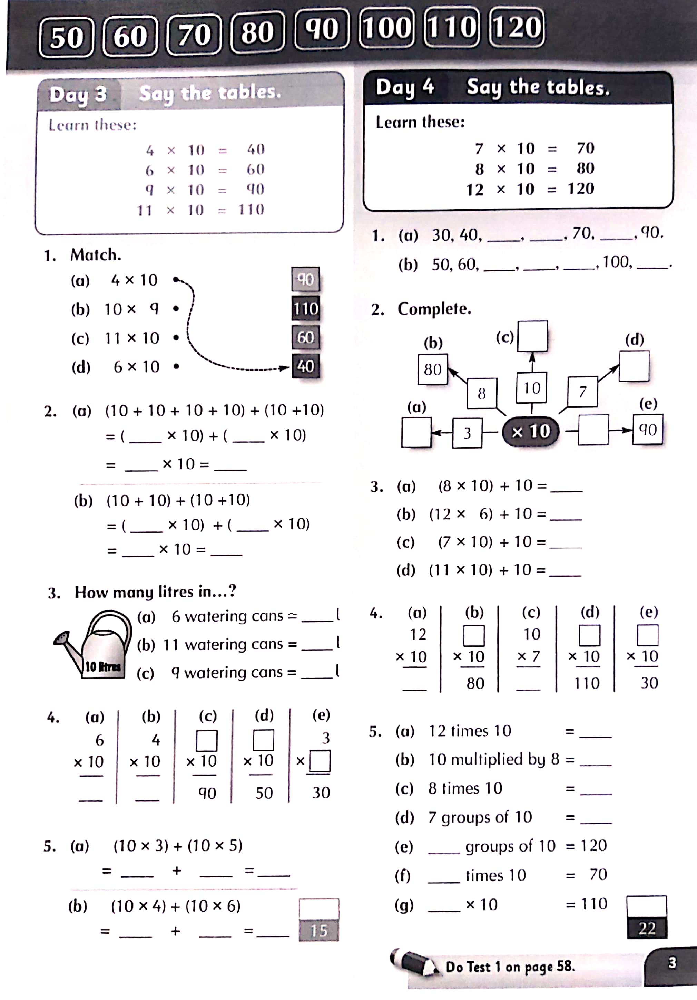 50 60 70 80 90 100 110 120
Day 3 Say the tables.
Learn these:
4 × 10 = 40
6 × 10 = 60
9 × 10 = 90
11 × 10 = 110
1. Match.
(a) 4 × 10 • 90
(b) 10 × 9 • 110
(c) 11 × 10 • 60
(d) 6 × 10 • 40
2. (a) (10 + 10 + 10 + 10) + (10 +10)
= ( ____ × 10) + ( ____ × 10)
= ____ × 10 = ____
(b) (10 + 10) + (10 +10)
= ( ____ × 10) + ( ____ × 10)
= ____ × 10 = ____
3. How many litres in...?
10 litres
(a) 6 watering cans = ____ l
(b) 11 watering cans = ____ l
(c) 9 watering cans = ____ l
4. (a) (b) (c) (d) (e)
6 4 □ □ 3
× 10 × 10 × 10 × 10 × □
____ ____ 90 50 30
5. (a) (10 × 3) + (10 × 5)
= ____ + ____ = ____
(b) (10 × 4) + (10 × 6)
= ____ + ____ = ____
15
Day 4 Say the tables.
Learn these:
7 × 10 = 70
8 × 10 = 80
12 × 10 = 120
1. (a) 30, 40, ____, ____, 70, ____, 90.
(b) 50, 60, ____, ____, ____, 100, ____.
2. Complete.
(b) (c) (d)
80 8 10 7
(a) (e)
3 × 10 90
3. (a) (8 × 10) + 10 = ____
(b) (12 × 6) + 10 = ____
(c) (7 × 10) + 10 = ____
(d) (11 × 10) + 10 = ____
4. (a) (b) (c) (d) (e)
12 □ 10 □ □
× 10 × 10 × 7 × 10 × 10
____ 80 ____ 110 30
5. (a) 12 times 10 = ____
(b) 10 multiplied by 8 = ____
(c) 8 times 10 = ____
(d) 7 groups of 10 = ____
(e) ____ groups of 10 = 120
(f) ____ times 10 = 70
(g) ____ × 10 = 110
22
Do Test 1 on page 58.
3